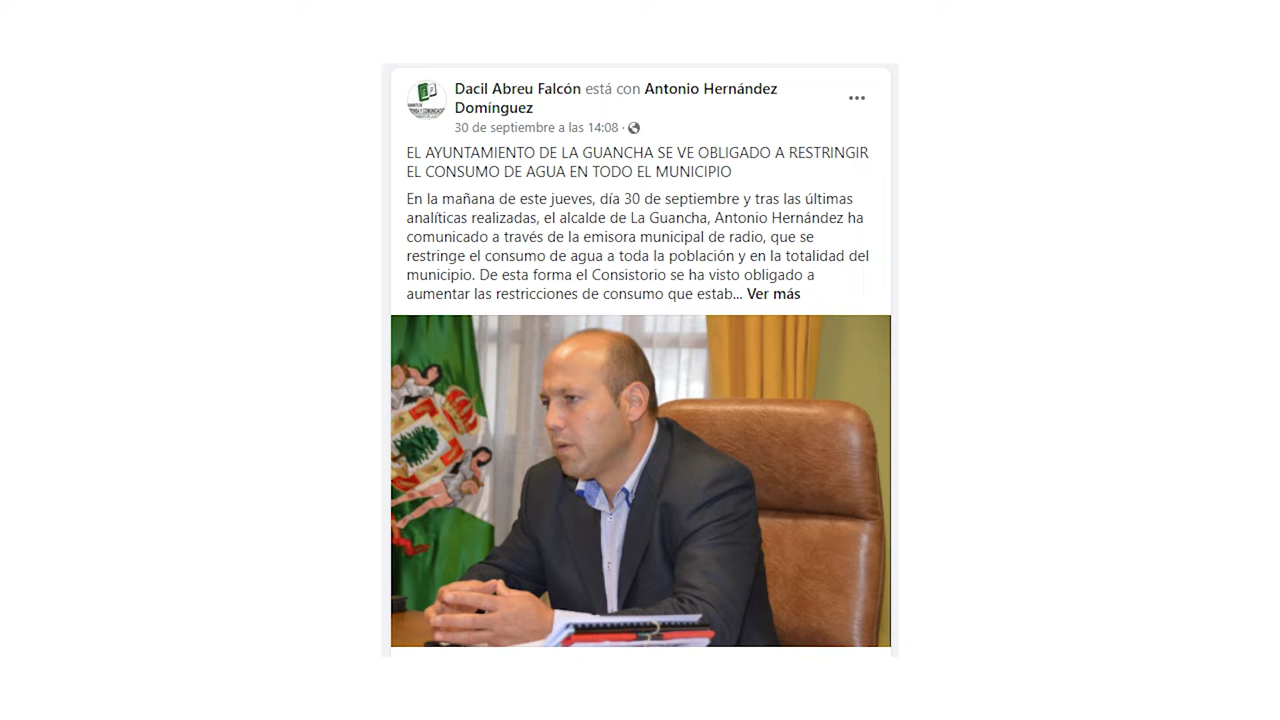 Dacil Abreu Falcón está con Antonio Hernández
Domínguez
30 de septiembre a las 14:08 ·
EL AYUNTAMIENTO DE LA GUANCHA SE VE OBLIGADO A RESTRINGIR
EL CONSUMO DE AGUA EN TODO EL MUNICIPIO
En la mañana de este jueves, día 30 de septiembre y tras las últimas
analíticas realizadas, el alcalde de La Guancha, Antonio Hernández ha
comunicado a través de la emisora municipal de radio, que se
restringe el consumo de agua a toda la población y en la totalidad del
municipio. De esta forma el Consistorio se ha visto obligado a
aumentar las restricciones de consumo que estab... Ver más